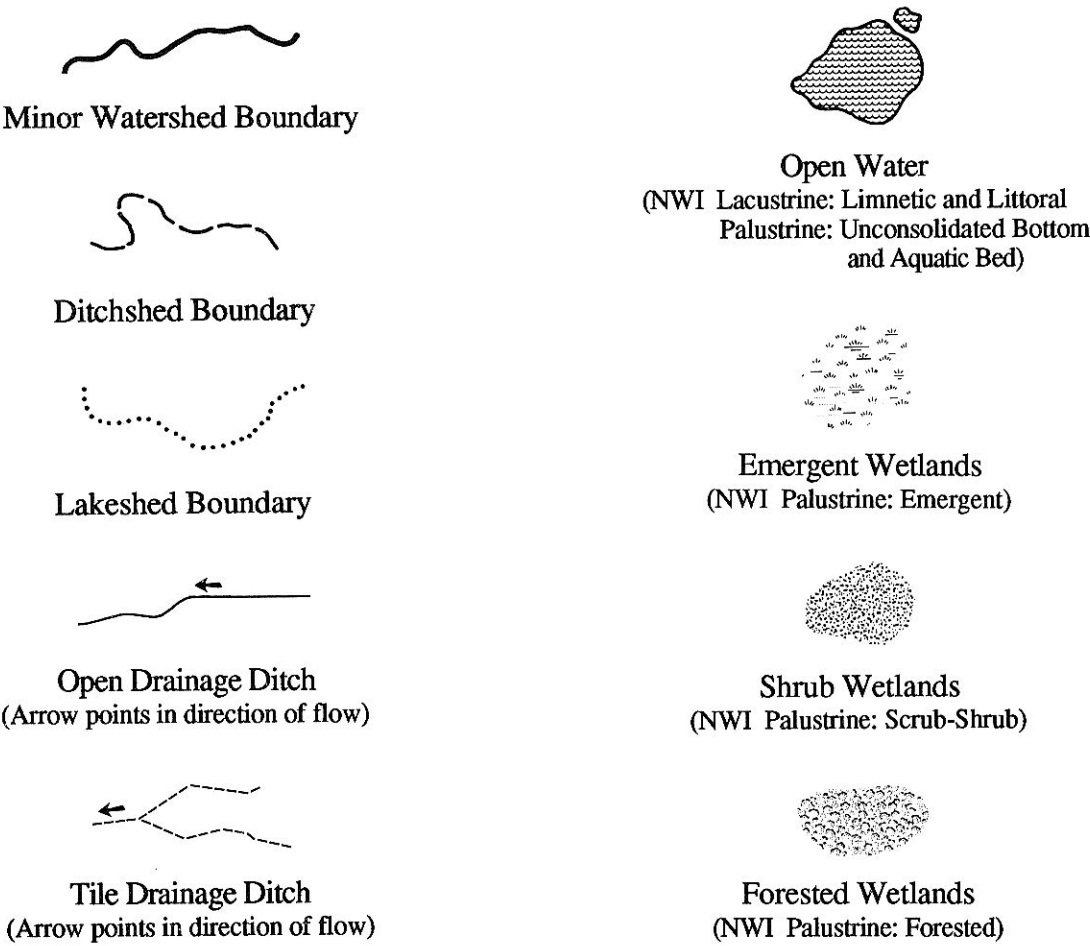 Minor Watershed Boundary
Ditchshed Boundary
Lakeshed Boundary
Open Drainage Ditch
(Arrow points in direction of flow)
Tile Drainage Ditch
(Arrow points in direction of flow)
Open Water
(NWI Lacustrine: Limnetic and Littoral
Palustrine: Unconsolidated Bottom
and Aquatic Bed)
Emergent Wetlands
(NWI Palustrine: Emergent)
Shrub Wetlands
(NWI Palustrine: Scrub-Shrub)
Forested Wetlands
(NWI Palustrine: Forested)